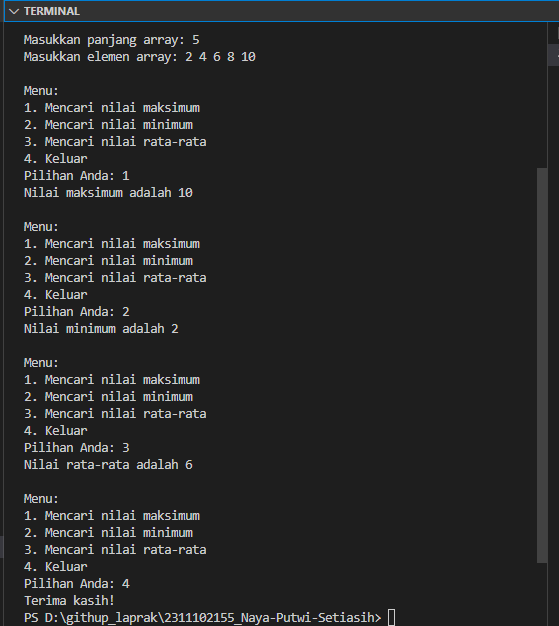 TERMINAL
Masukkan panjang array: 5
Masukkan elemen array: 2 4 6 8 10
Menu:
1. Mencari nilai maksimum
2. Mencari nilai minimum
3. Mencari nilai rata-rata
4. Keluar
Pilihan Anda: 1
Nilai maksimum adalah 10
Menu:
1. Mencari nilai maksimum
2. Mencari nilai minimum
3. Mencari nilai rata-rata
4. Keluar
Pilihan Anda: 2
Nilai minimum adalah 2
Menu:
1. Mencari nilai maksimum
2. Mencari nilai minimum
3. Mencari nilai rata-rata
4. Keluar
Pilihan Anda: 3
Nilai rata-rata adalah 6
Menu:
1. Mencari nilai maksimum
2. Mencari nilai minimum
3. Mencari nilai rata-rata
4. Keluar
Pilihan Anda: 4
Terima kasih!
PS D:\githup_laprak\2311102155_Naya-Putwi-Setiasih>